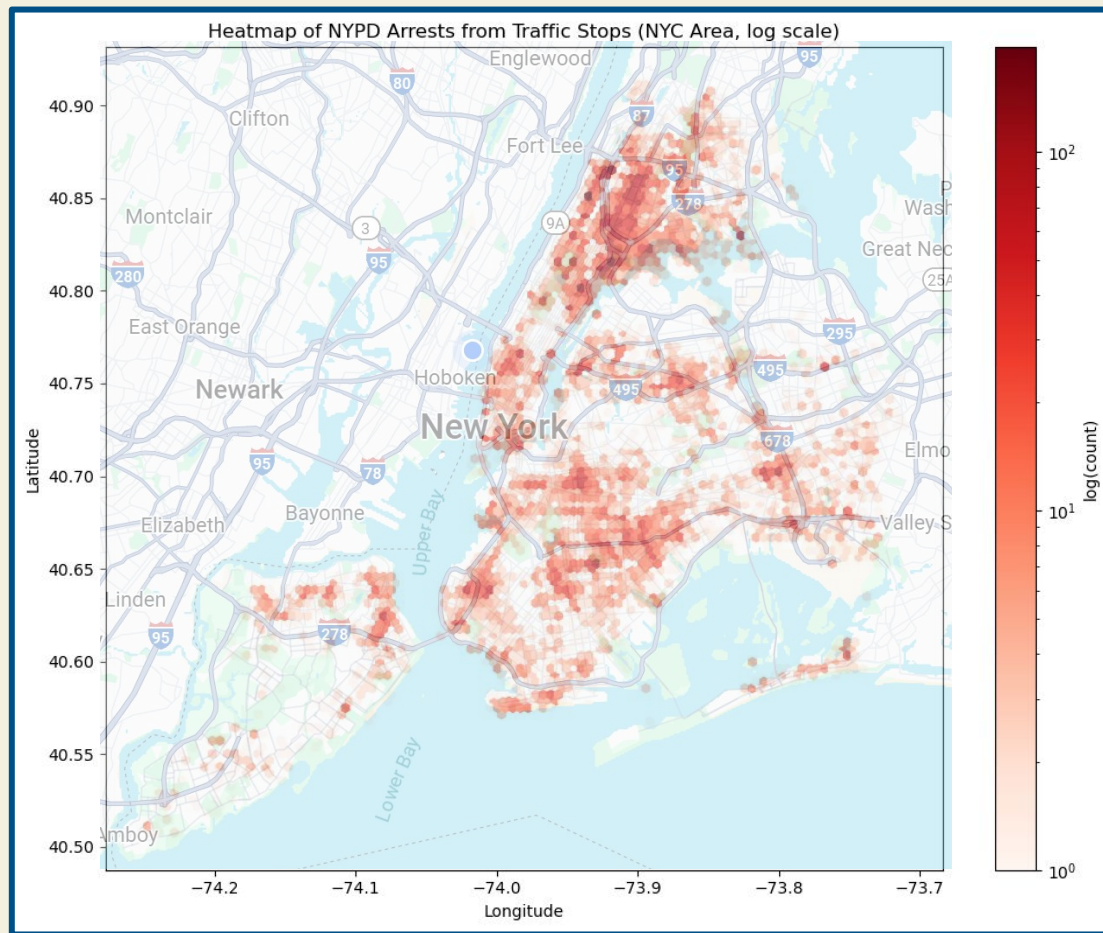 Heatmap of NYPD Arrests from Traffic Stops (NYC Area, log scale)
Englewood
95
80
40.90
87
Clifton
Fort Lee
95
40.85
278
Montclair
9A
3
Wash
95
Great Nec
280
25A
40.80
East Orange
295
495
40.75
Hoboken
495
Newark
New York
678
Elmo
40.70
95
78
Valley S
Elizabeth
Bayonne
Upper Bay
40.65
Linden
95
278
40.60
40.55
Lower Bay
Amboy
40.50
−74.2
−74.1
−74.0
−73.9
−73.8
−73.7
Longitude
Latitude
10²
10¹
10⁰
log(count)